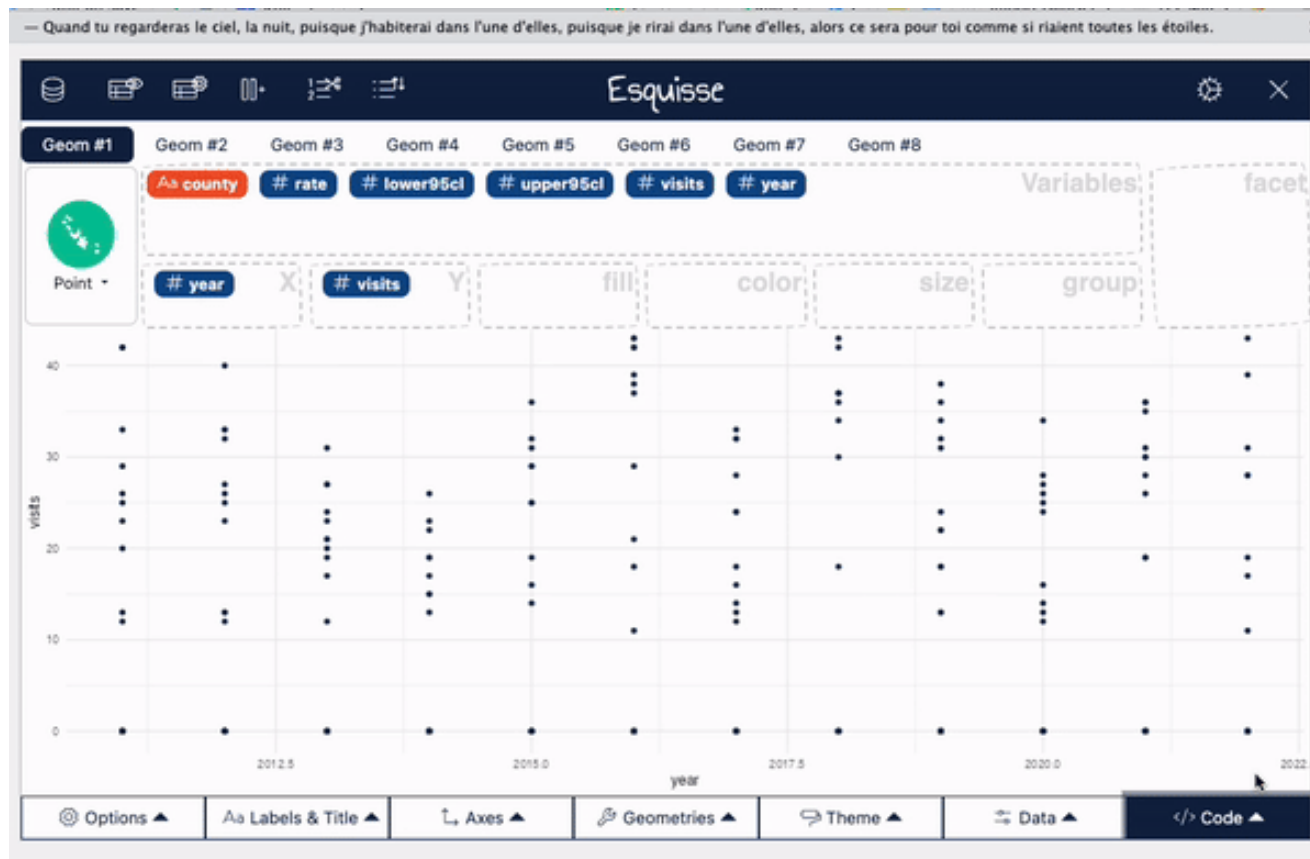 — Quand tu regarderas le ciel, la nuit, puisque j'habiterai dans l'une d'elles, puisque je rirai dans l'une d'elles, alors ce sera pour toi comme si riaient toutes les étoiles.
Esquisse
Geom #1 Geom #2 Geom #3 Geom #4 Geom #5 Geom #6 Geom #7 Geom #8
Aa county # rate # lower95cl # upper95cl # visits # year Variables facet
Point
# year X # visits Y fill color size group
40
30
visits
20
10
0
2012.5 2015.0 2017.5 2020.0 2022.
year
Options Aa Labels & Title Axes Geometries Theme Data </> Code